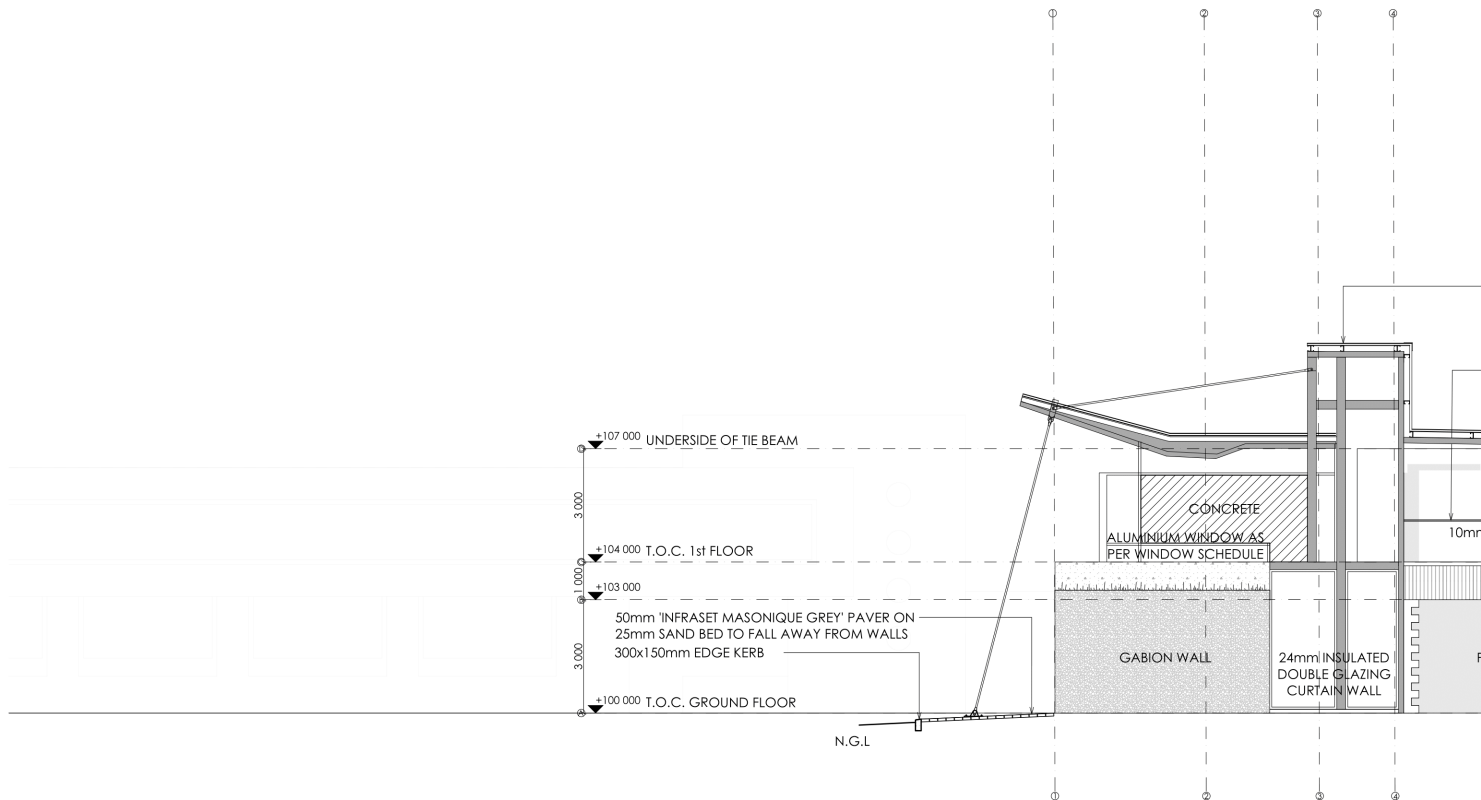 1 2 3 4
+107 000 UNDERSIDE OF TIE BEAM
3 000
CONCRETE
+104 000 T.O.C. 1st FLOOR
ALUMINIUM WINDOW AS
PER WINDOW SCHEDULE
10mm
1 000
+103 000
50mm 'INFRASET MASONIQUE GREY' PAVER ON
25mm SAND BED TO FALL AWAY FROM WALLS
300x150mm EDGE KERB
3 000
GABION WALL
24mm INSULATED
DOUBLE GLAZING
CURTAIN WALL
+100 000 T.O.C. GROUND FLOOR
N.G.L
1 2 3 4